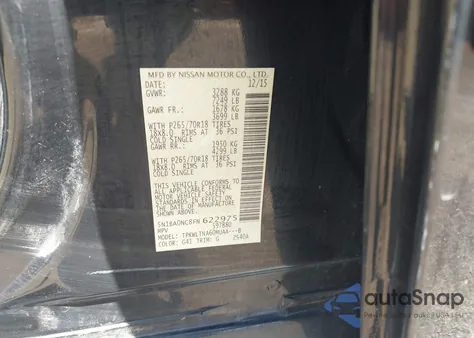 MFD BY NISSAN MOTOR CO., LTD.
DATE: 12/15
GVWR: 3288 KG
7249 LB
GAWR FR.: 1678 KG
3699 LB
WITH P265/70R18 TIRES
18X8.0 RIMS AT 36 PSI
COLD SINGLE
GAWR RR.: 1950 KG
4299 LB
WITH P265/70R18 TIRES
18X8.0 RIMS AT 36 PSI
COLD SINGLE
THIS VEHICLE CONFORMS TO ALL
APPLICABLE FEDERAL
MOTOR VEHICLE SAFETY STANDARDS
IN EFFECT ON THE DATE OF
MANUFACTURE SHOWN ABOVE.
622975
MPV
MODEL:
COLOR: G41 TRIM: G
autoSnap